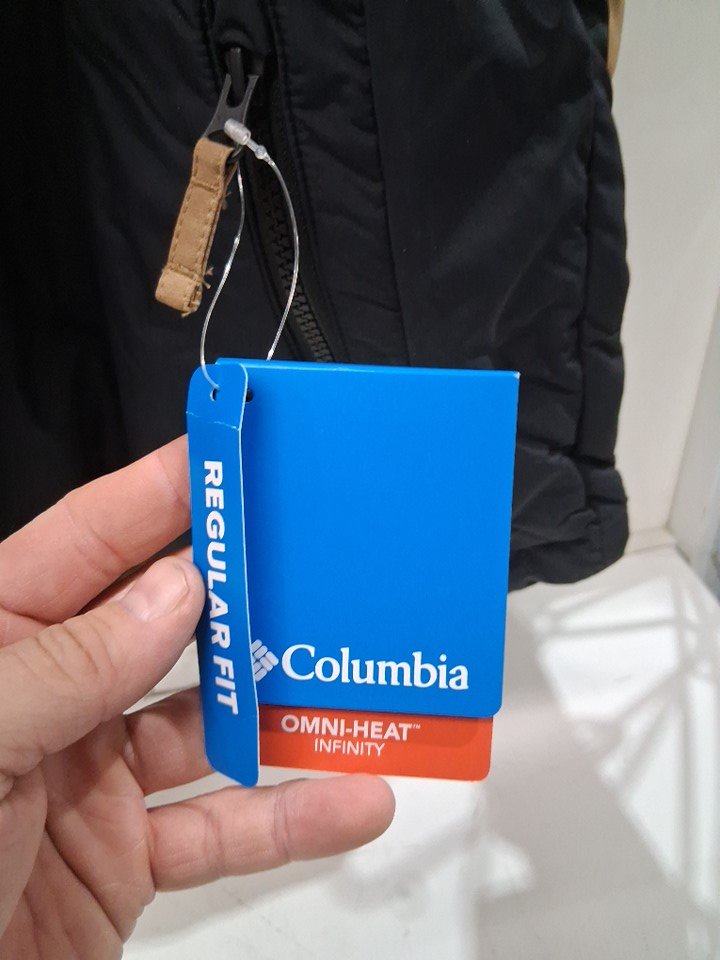 REGULAR FIT
Columbia
OMNI-HEAT™
INFINITY